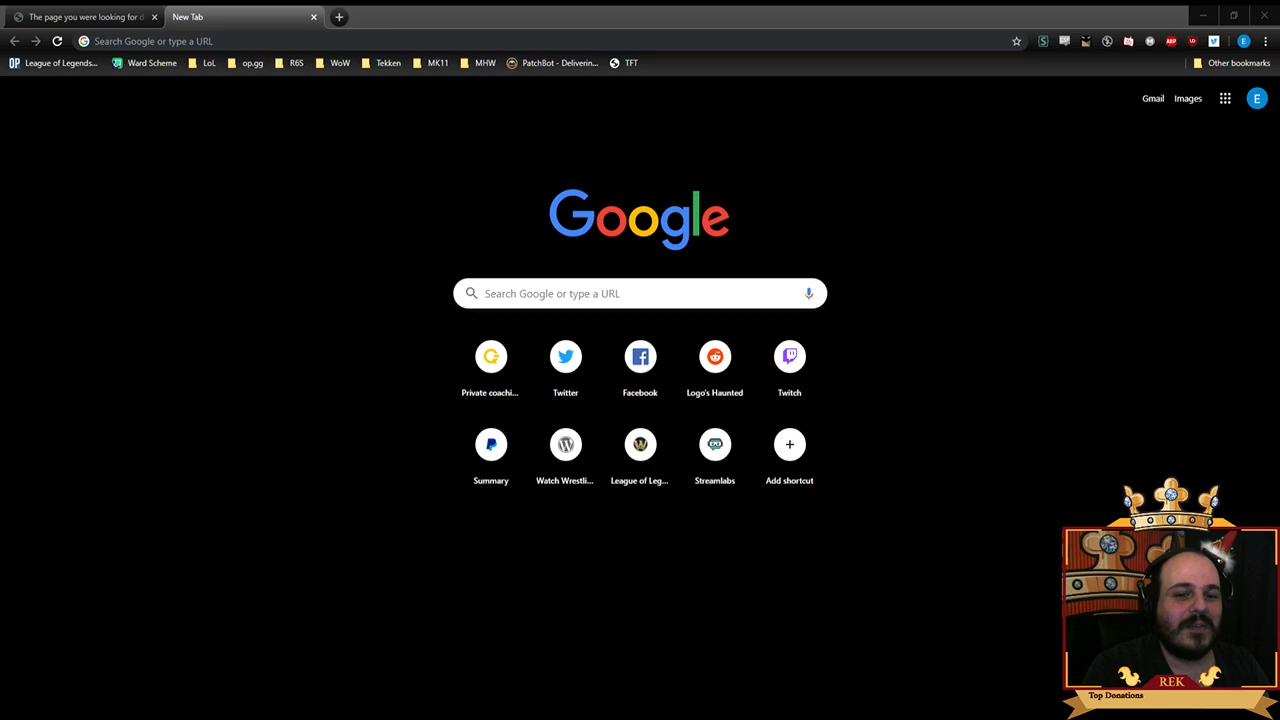 The page you were looking for d
New Tab
Search Google or type a URL
E
League of Legends...
Ward Scheme
LoL
op.gg
R6S
WoW
Tekken
MK11
MHW
PatchBot - Deliverin...
TFT
Other bookmarks
Gmail
Images
E
Google
Search Google or type a URL
Private coachi...
Twitter
Facebook
Logo's Haunted
Twitch
Summary
Watch Wrestli...
League of Leg...
Streamlabs
Add shortcut
REK
Top Donations